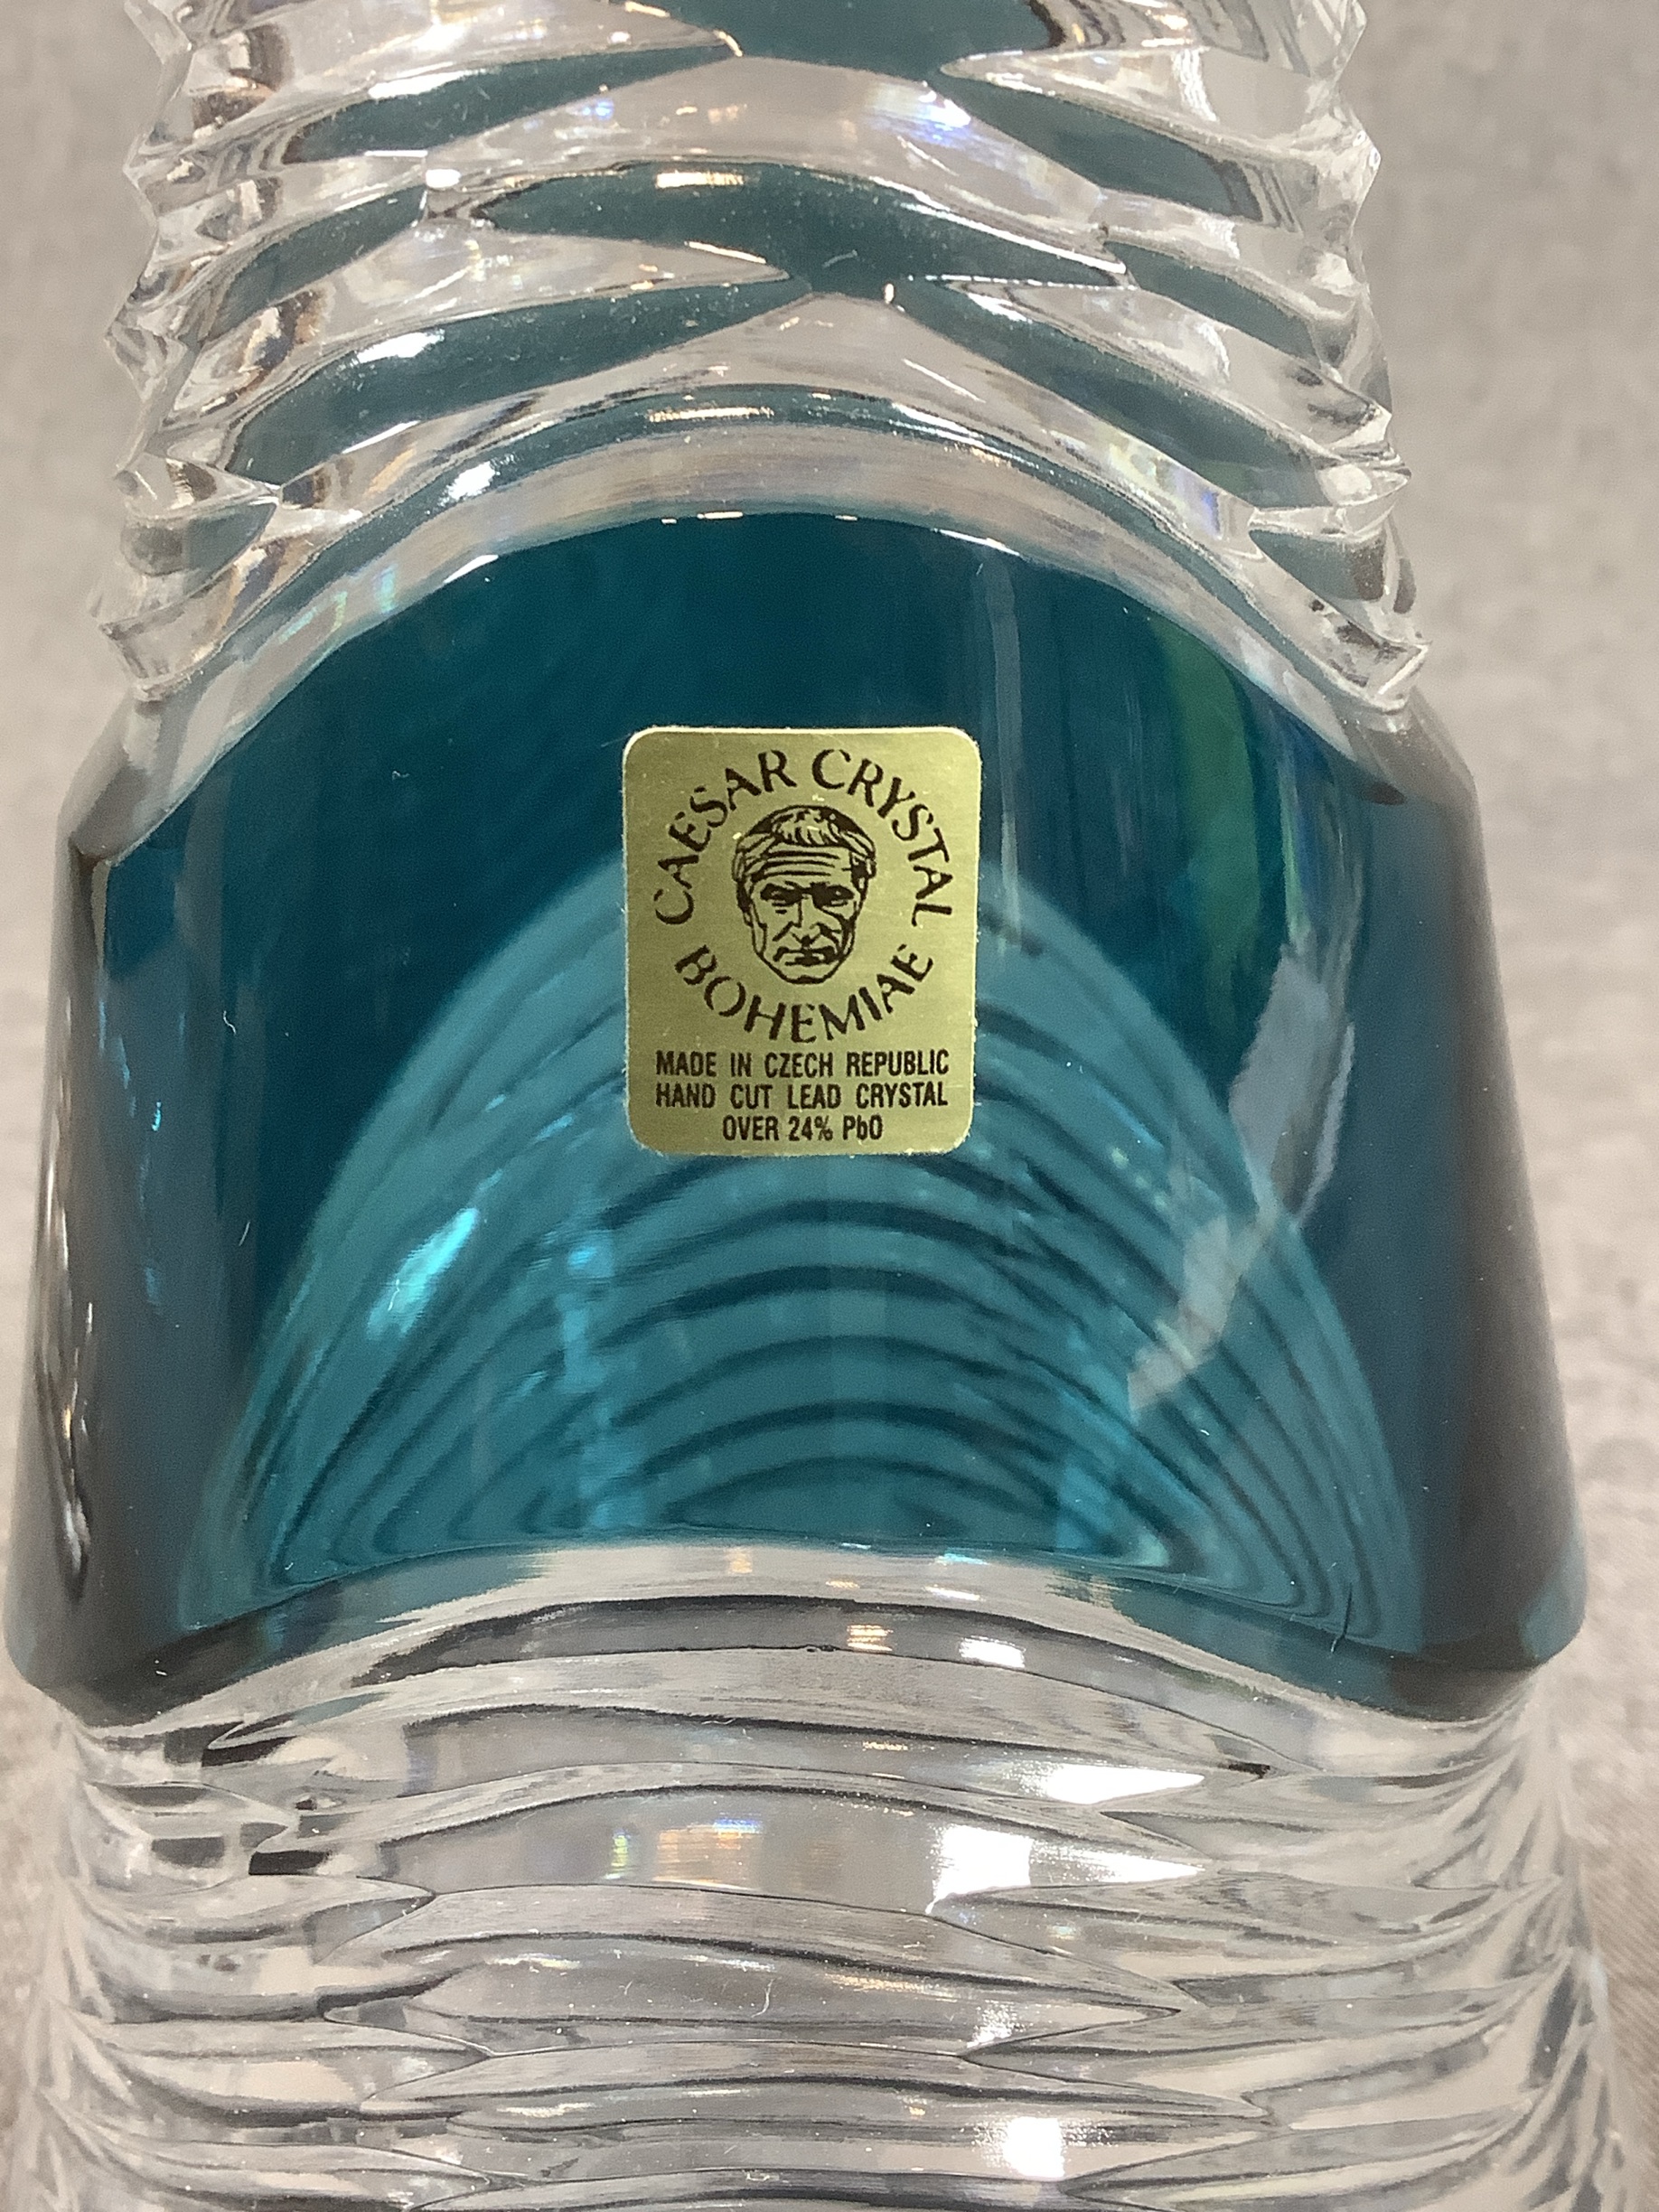 CAESAR CRYSTAL
BOHEMIAE
MADE IN CZECH REPUBLIC
HAND CUT LEAD CRYSTAL
OVER 24% PbO